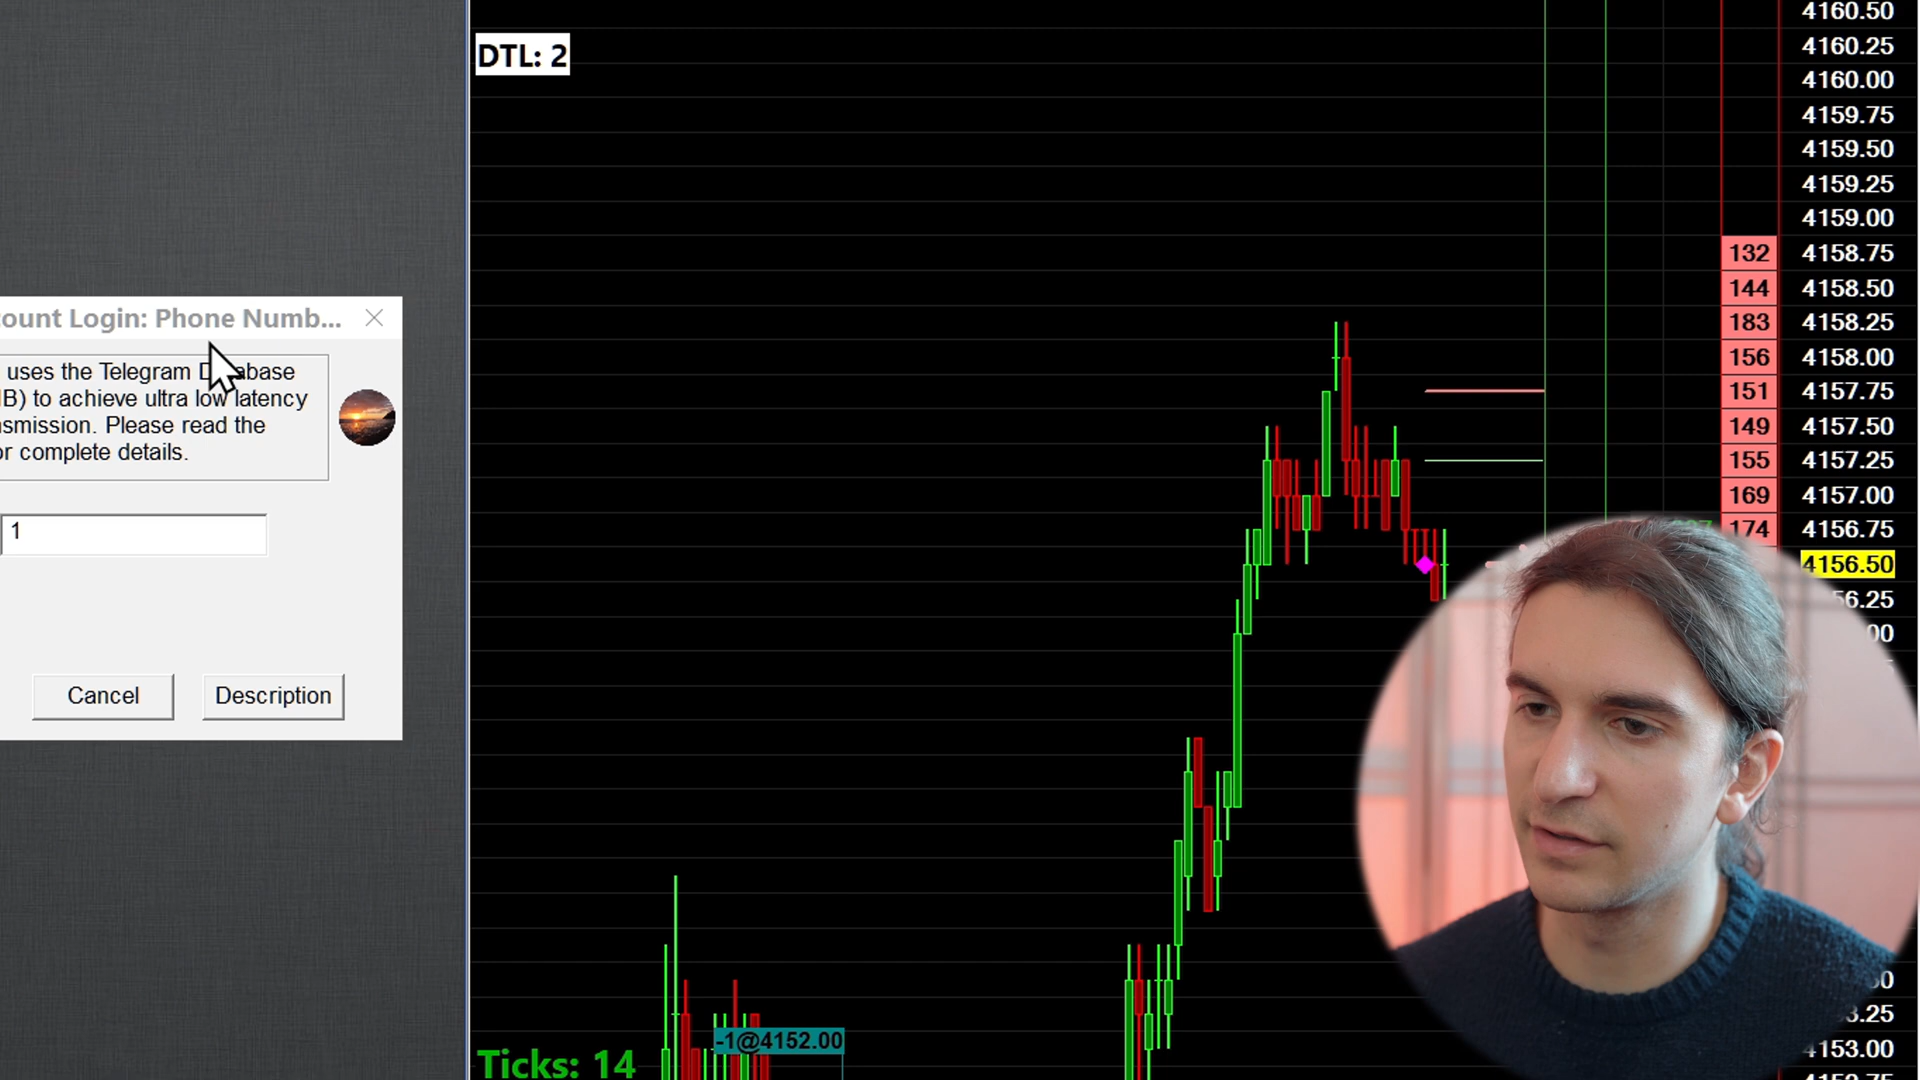 DTL: 2
ount Login: Phone Numb...
uses the Telegram
B) to achieve ultra low latency
smission. Please read the
or complete details.
1
Cancel
Description
-1@4152.00
Ticks: 14
4160.50
4160.25
4160.00
4159.75
4159.50
4159.25
4159.00
132 4158.75
144 4158.50
183 4158.25
156 4158.00
151 4157.75
149 4157.50
155 4157.25
169 4157.00
174 4156.75
4156.50
6.25
00
3.25
4153.00